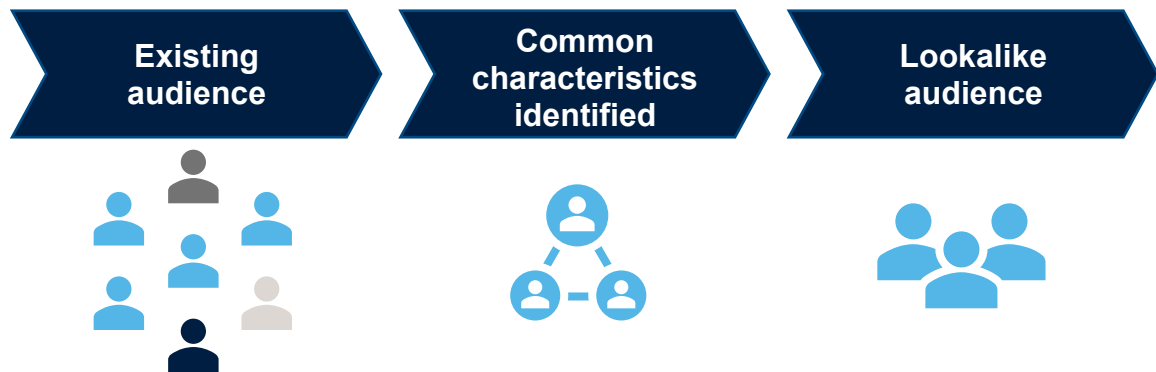 Existing
audience
Common
characteristics
identified
Lookalike
audience